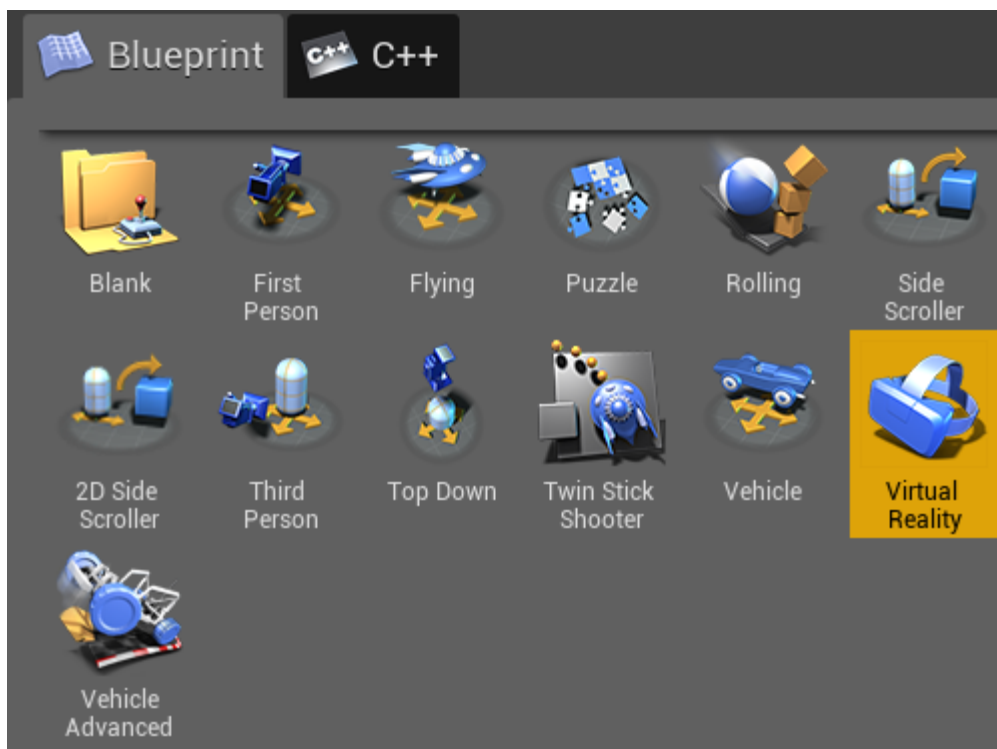 Blueprint
C++
C++
Blank
First
Person
Flying
Puzzle
Rolling
Side
Scroller
2D Side
Scroller
Third
Person
Top Down
Twin Stick
Shooter
Vehicle
Virtual
Reality
Vehicle
Advanced